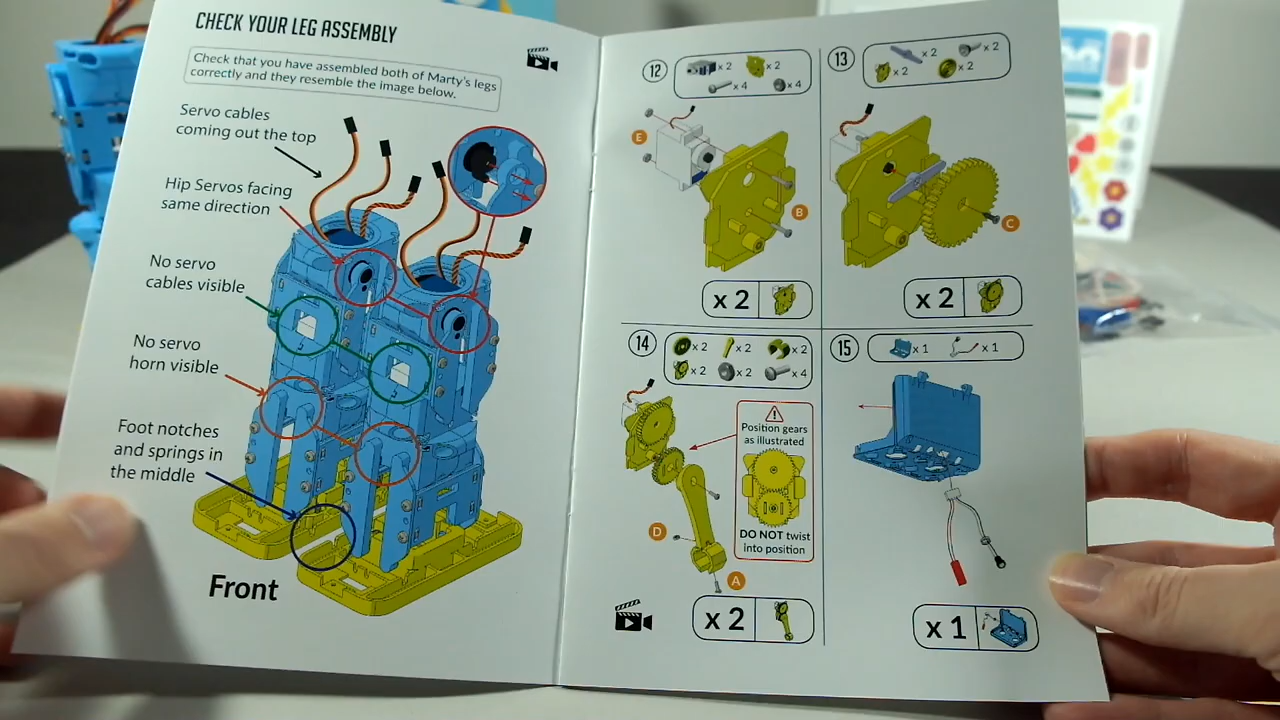 CHECK YOUR LEG ASSEMBLY
Check that you have assembled both of Marty's legs
correctly and they resemble the image below.
Servo cables
coming out the top
Hip Servos facing
same direction
No servo
cables visible
No servo
horn visible
Foot notches
and springs in
the middle
Front
12
x 2
x 2
x 4
x 4
E
B
x 2
13
x 2
x 2
x 2
x 2
C
x 2
14
x 2
x 2
x 2
x 2
x 2
x 4
Position gears
as illustrated
DO NOT twist
into position
D
A
x 2
15
x 1
x 1
x 1